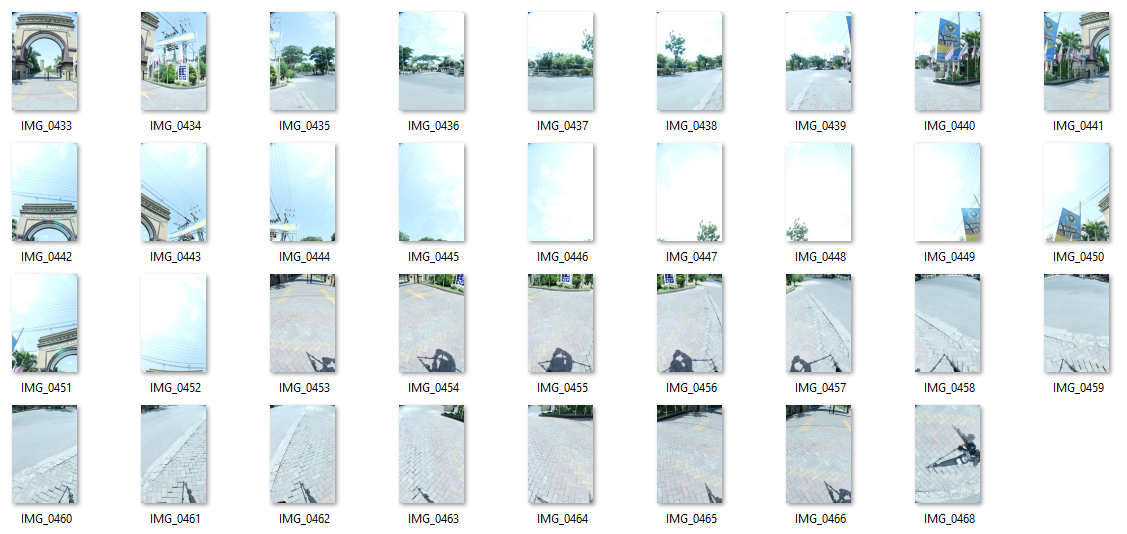 IMG_0433 IMG_0434 IMG_0435 IMG_0436 IMG_0437 IMG_0438 IMG_0439 IMG_0440 IMG_0441
IMG_0442 IMG_0443 IMG_0444 IMG_0445 IMG_0446 IMG_0447 IMG_0448 IMG_0449 IMG_0450
IMG_0451 IMG_0452 IMG_0453 IMG_0454 IMG_0455 IMG_0456 IMG_0457 IMG_0458 IMG_0459
IMG_0460 IMG_0461 IMG_0462 IMG_0463 IMG_0464 IMG_0465 IMG_0466 IMG_0468